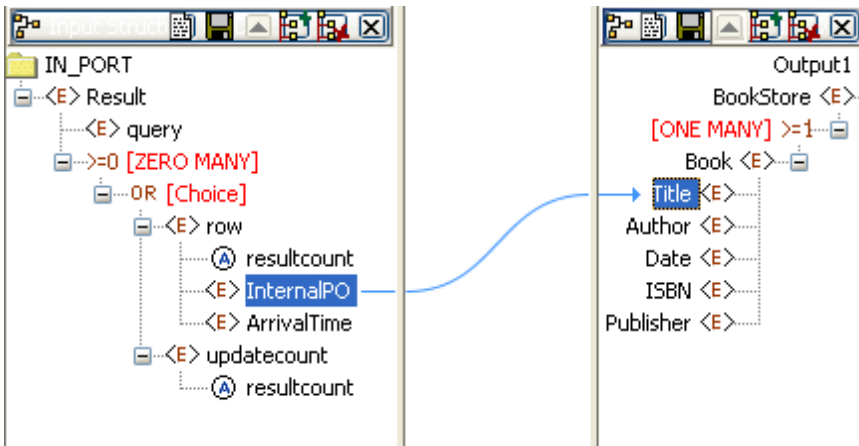 Input Struct
IN_PORT
<E> Result
<E> query
>=0 [ZERO MANY]
OR [Choice]
<E> row
A resultcount
<E> InternalPO
<E> ArrivalTime
<E> updatecount
A resultcount
Output1
BookStore <E>
[ONE MANY] >=1
Book <E>
Title <E>
Author <E>
Date <E>
ISBN <E>
Publisher <E>